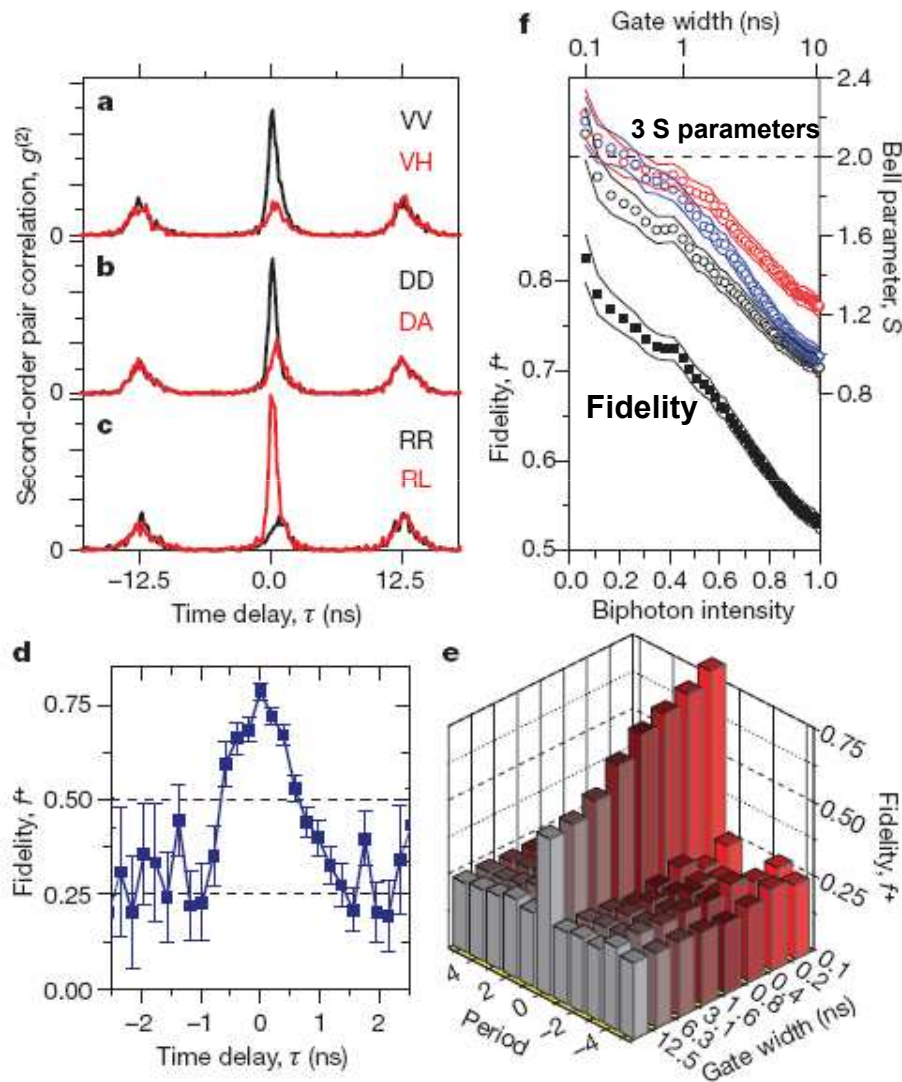 a
VV
VH
0
b
DD
DA
0
c
RR
RL
0
Second-order pair correlation, g(2)
−12.5 0.0 12.5
Time delay, τ (ns)
f
Gate width (ns)
0.1 1 10
3 S parameters
Fidelity
2.4
2.0
1.6
1.2
0.8
Bell parameter, S
0.8
0.7
0.6
0.5
Fidelity, f+
0.0 0.2 0.4 0.6 0.8 1.0
Biphoton intensity
d
0.75
0.50
0.25
0.00
Fidelity, f+
−2 −1 0 1 2
Time delay, τ (ns)
e
0.75
0.50
0.25
Fidelity, f+
4 2 0 −2 −4
Period
12.5 6.3 3.1 1.6 0.8 0.4 0.2 0.1
Gate width (ns)